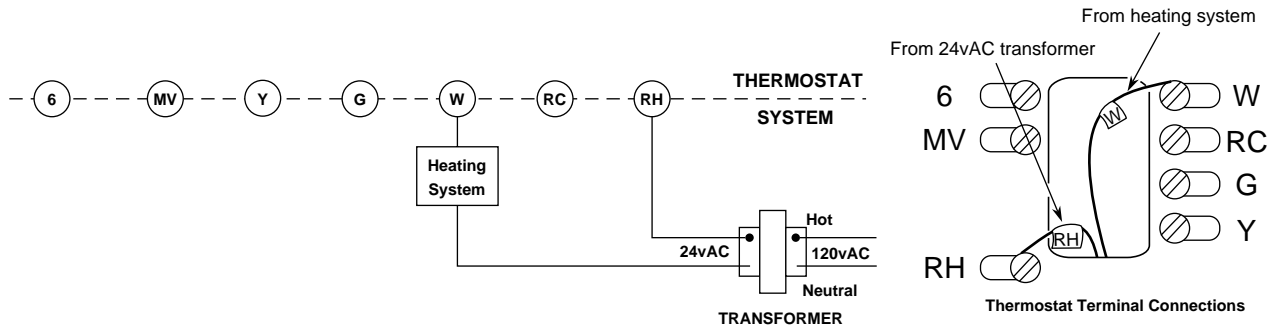 6
MV
Y
G
W
RC
RH
THERMOSTAT
SYSTEM
Heating
System
24vAC
Hot
120vAC
Neutral
TRANSFORMER
From heating system
From 24vAC transformer
6
W
W
MV
RC
G
RH
Y
RH
Thermostat Terminal Connections